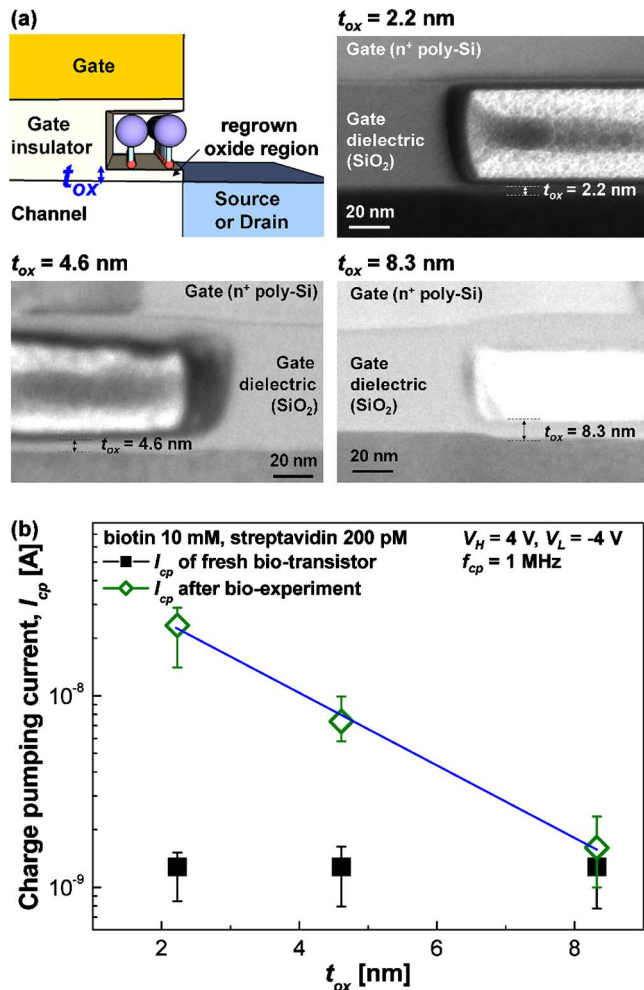 (a)
Gate
Gate
insulator
t_ox
regrown
oxide region
Channel
Source
or Drain
t_ox = 2.2 nm
Gate (n⁺ poly-Si)
Gate
dielectric
(SiO₂)
t_ox = 2.2 nm
20 nm
t_ox = 4.6 nm
Gate (n⁺ poly-Si)
Gate
dielectric
(SiO₂)
t_ox = 4.6 nm
20 nm
t_ox = 8.3 nm
Gate (n⁺ poly-Si)
Gate
dielectric
(SiO₂)
t_ox = 8.3 nm
20 nm
(b)
biotin 10 mM, streptavidin 200 pM
I_cp of fresh bio-transistor
I_cp after bio-experiment
V_H = 4 V, V_L = -4 V
f_cp = 1 MHz
Charge pumping current, I_cp [A]
10⁻⁸
10⁻⁹
2 4 6 8
t_ox [nm]